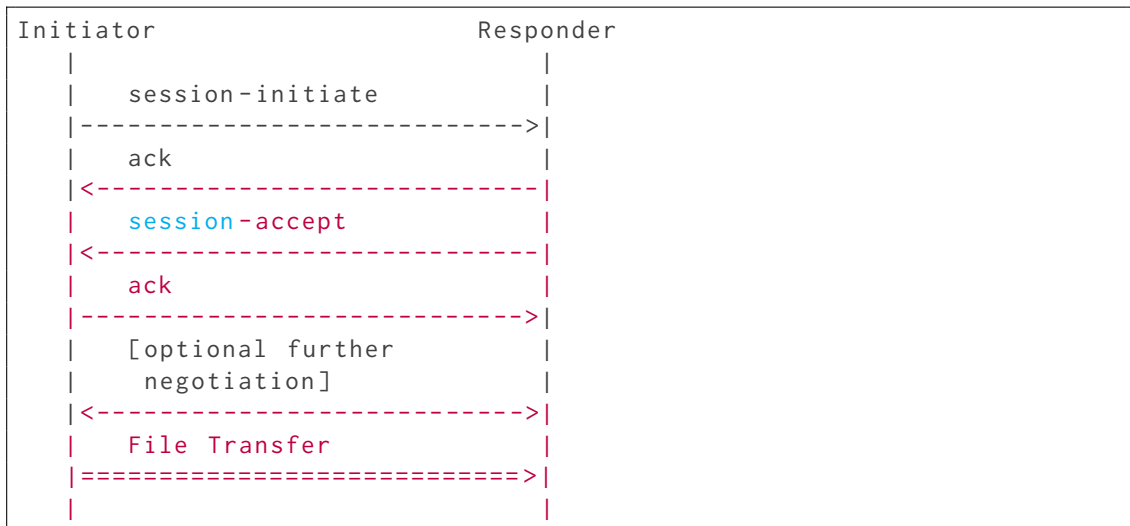 Initiator                    Responder
   |                             |
   |   session-initiate          |
   |---------------------------->|
   |   ack                       |
   |<----------------------------|
   |   session-accept            |
   |<----------------------------|
   |   ack                       |
   |---------------------------->|
   |   [optional further         |
   |    negotiation]             |
   |<--------------------------->|
   |   File Transfer             |
   |============================>|
   |                             |